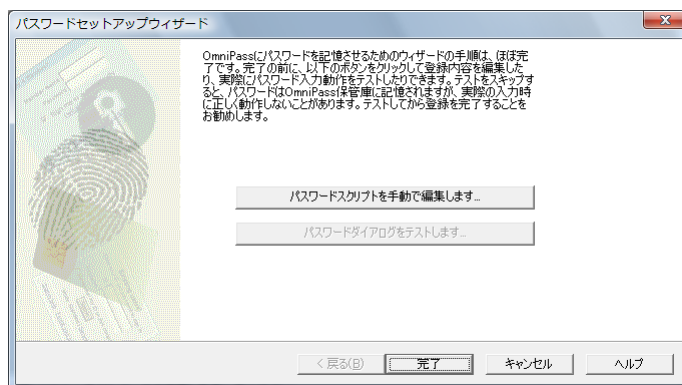 パスワードセットアップウィザード
OmniPassにパスワードを記憶させるためのウィザードの手順は、ほぼ完
了です。完了の前に、以下のボタンをクリックして登録内容を編集した
り、実際にパスワード入力動作をテストしたりできます。テストをスキップす
ると、パスワードはOmniPass保管庫に記憶されますが、実際の入力時
に正しく動作しないことがあります。テストしてから登録を完了することを
お勧めします。
パスワードスクリプトを手動で編集します...
パスワードダイアログをテストします...
< 戻る(B)
完了
キャンセル
ヘルプ